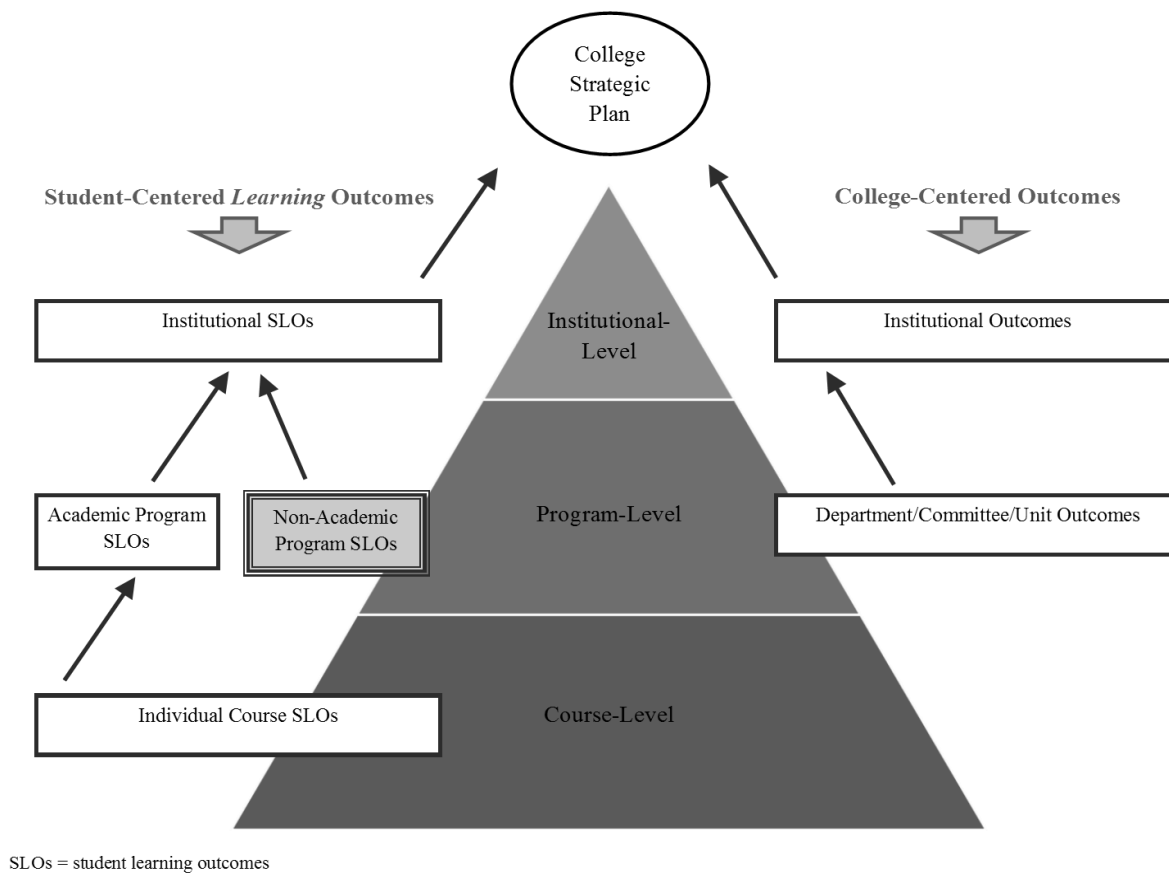 College
Strategic
Plan
Student-Centered Learning Outcomes
College-Centered Outcomes
Institutional SLOs
Institutional-
Level
Institutional Outcomes
Academic Program
SLOs
Non-Academic
Program SLOs
Program-Level
Department/Committee/Unit Outcomes
Individual Course SLOs
Course-Level
SLOs = student learning outcomes